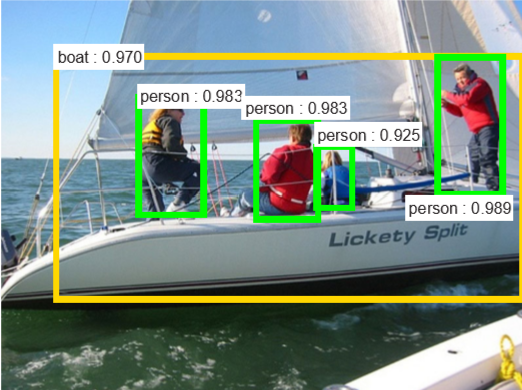 boat : 0.970
person : 0.983
person : 0.983
person : 0.925
person : 0.989
Lickety Split